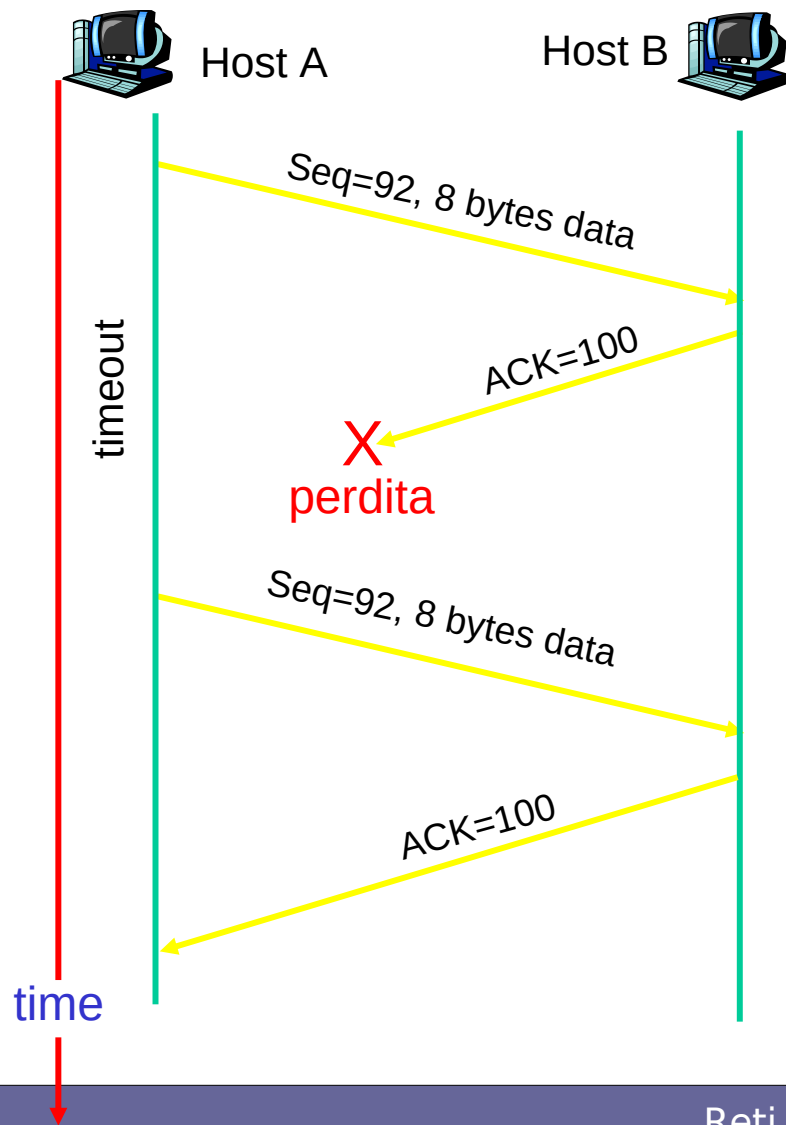 Host A
Host B
Seq=92, 8 bytes data
timeout
ACK=100
X
perdita
Seq=92, 8 bytes data
ACK=100
time
Reti